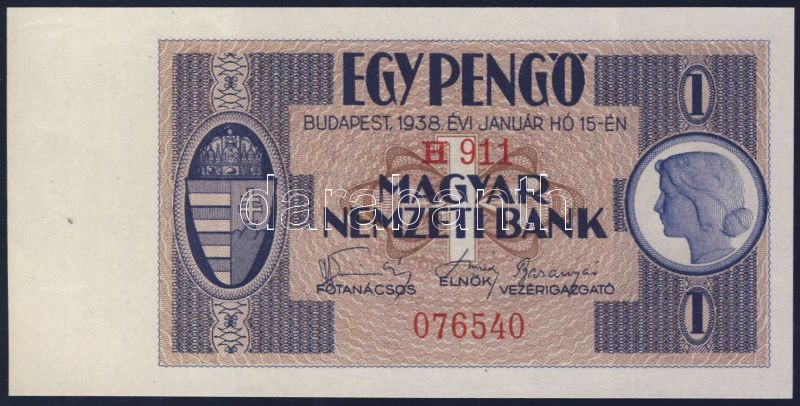 EGY PENGŐ
1
BUDAPEST, 1938 ÉVI JANUÁR HÓ 15-ÉN
H 911
MAGYAR
NEMZETI BANK
darabanth
FŐTANÁCSOS ELNÖK VEZÉRIGAZGATÓ
076540
1